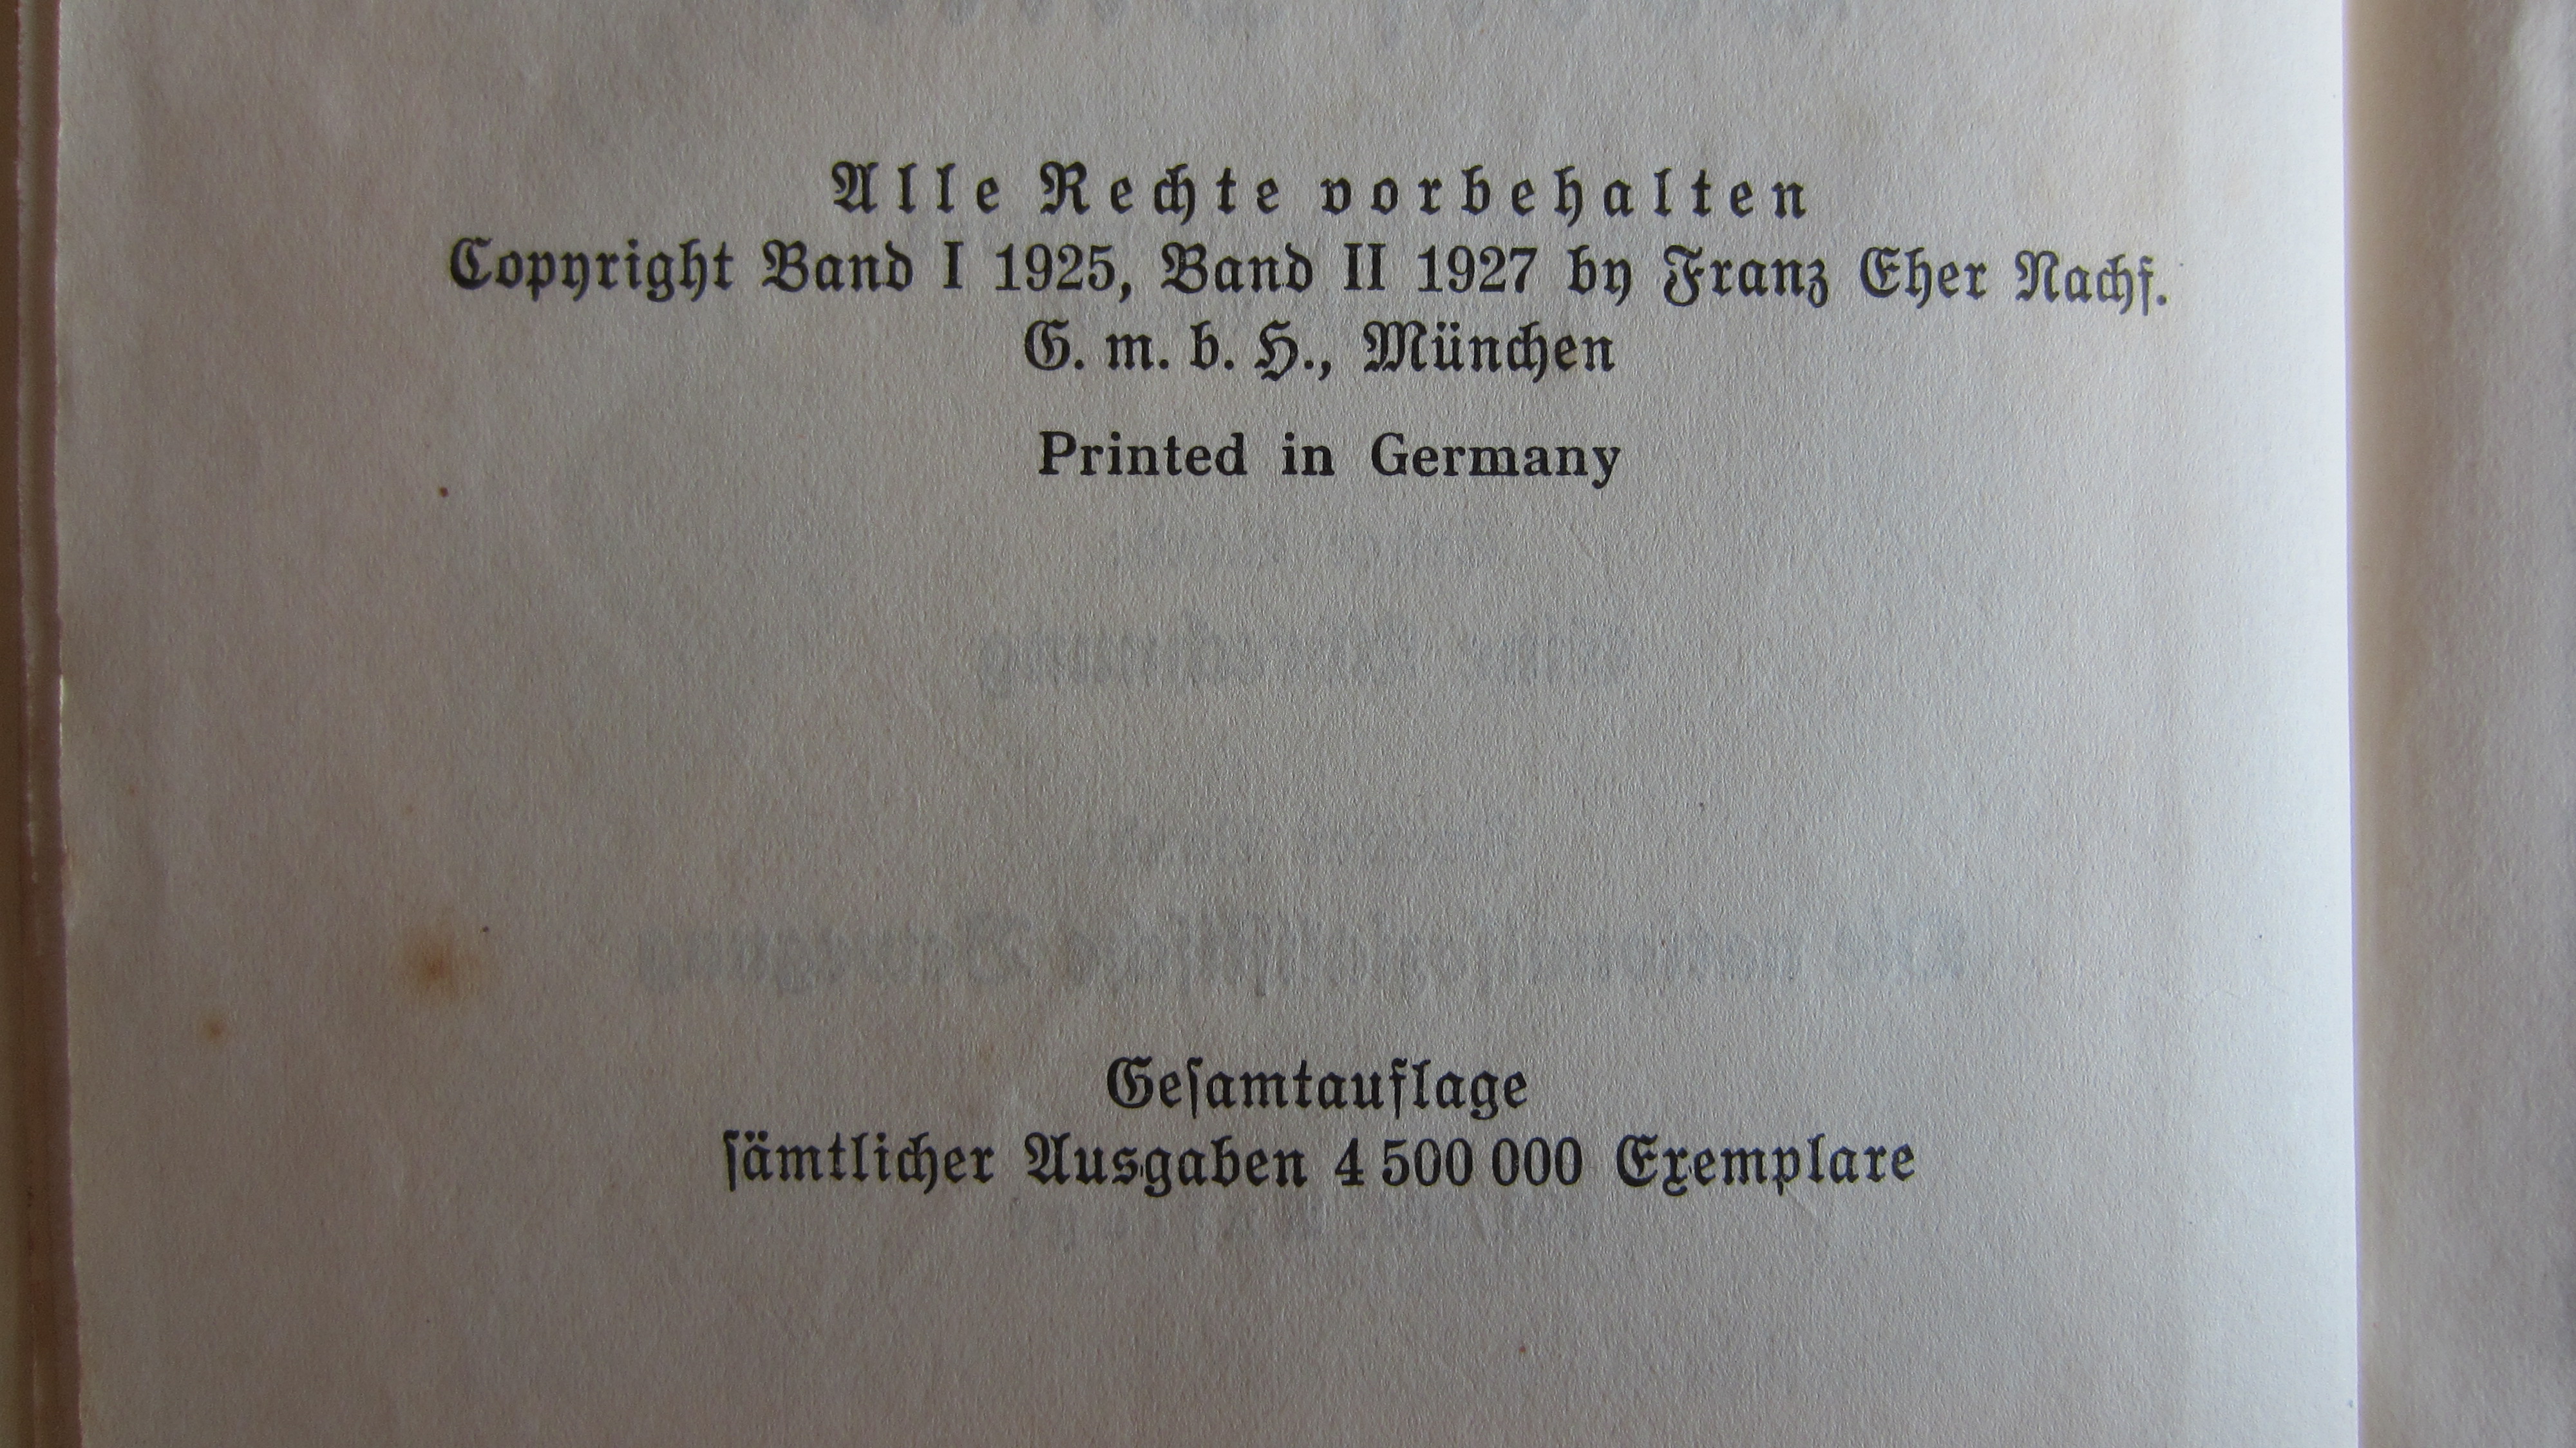 Alle Rechte vorbehalten
Copyright Band I 1925, Band II 1927 by Franz Eher Nachf.
G. m. b. H., München
Printed in Germany
Geſamtauflage
ſämtlicher Ausgaben 4 500 000 Exemplare